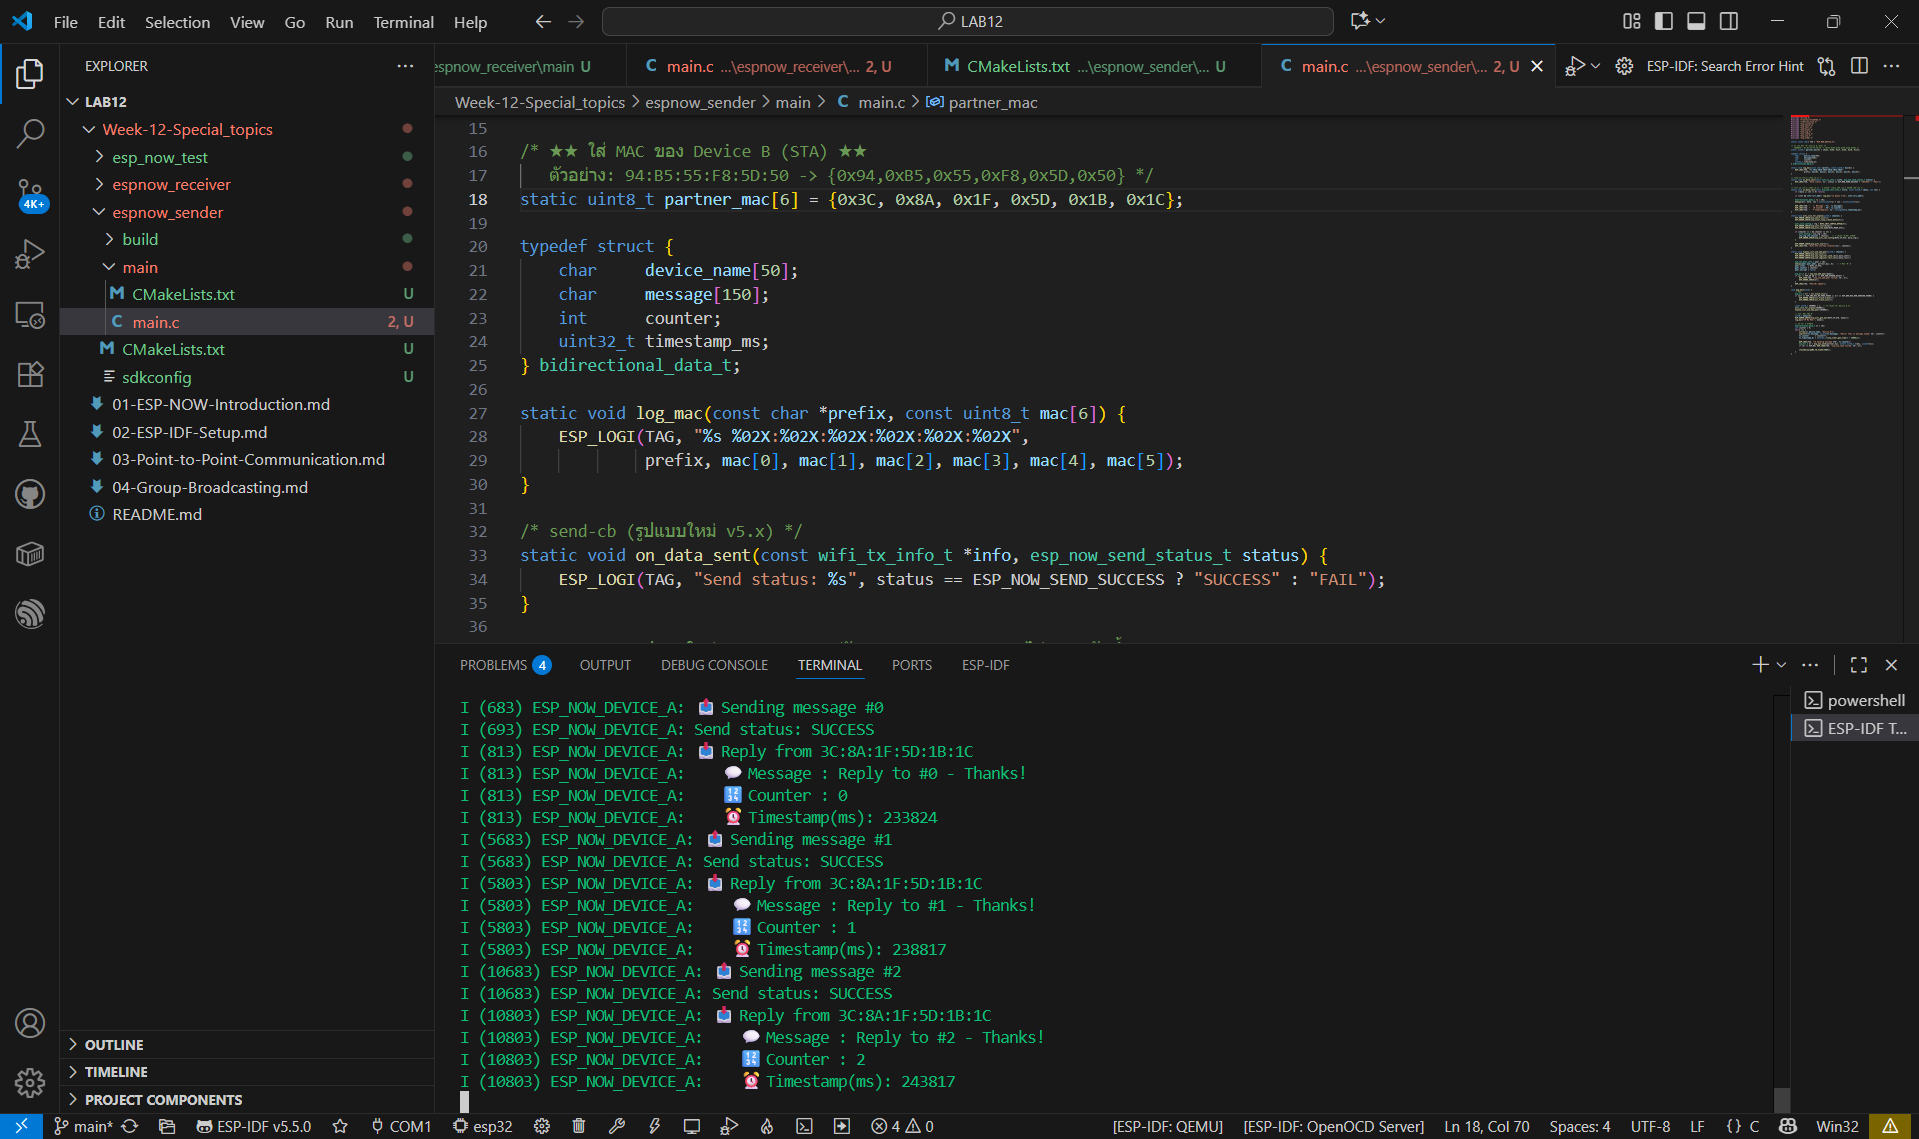 File Edit Selection View Go Run Terminal Help
LAB12
EXPLORER
LAB12
Week-12-Special_topics
esp_now_test
espnow_receiver
espnow_sender
build
main
CMakeLists.txt U
main.c 2, U
CMakeLists.txt U
sdkconfig U
01-ESP-NOW-Introduction.md
02-ESP-IDF-Setup.md
03-Point-to-Point-Communication.md
04-Group-Broadcasting.md
README.md
4K+
OUTLINE
TIMELINE
PROJECT COMPONENTS
espnow_receiver\main U
main.c ...\espnow_receiver\... 2, U
CMakeLists.txt ...\espnow_sender\... U
main.c ...\espnow_sender\... 2, U
ESP-IDF: Search Error Hint
Week-12-Special_topics > espnow_sender > main > C main.c > partner_mac
15
16 /* ★★ ใส่ MAC ของ Device B (STA) ★★
17 ตัวอย่าง: 94:B5:55:F8:5D:50 -> {0x94,0xB5,0x55,0xF8,0x5D,0x50} */
18 static uint8_t partner_mac[6] = {0x3C, 0x8A, 0x1F, 0x5D, 0x1B, 0x1C};
19
20 typedef struct {
21 char device_name[50];
22 char message[150];
23 int counter;
24 uint32_t timestamp_ms;
25 } bidirectional_data_t;
26
27 static void log_mac(const char *prefix, const uint8_t mac[6]) {
28 ESP_LOGI(TAG, "%s %02X:%02X:%02X:%02X:%02X:%02X",
29 prefix, mac[0], mac[1], mac[2], mac[3], mac[4], mac[5]);
30 }
31
32 /* send-cb (รูปแบบใหม่ v5.x) */
33 static void on_data_sent(const wifi_tx_info_t *info, esp_now_send_status_t status) {
34 ESP_LOGI(TAG, "Send status: %s", status == ESP_NOW_SEND_SUCCESS ? "SUCCESS" : "FAIL");
35 }
36
PROBLEMS 4 OUTPUT DEBUG CONSOLE TERMINAL PORTS ESP-IDF
powershell
ESP-IDF T...
I (683) ESP_NOW_DEVICE_A: 📤 Sending message #0
I (693) ESP_NOW_DEVICE_A: Send status: SUCCESS
I (813) ESP_NOW_DEVICE_A: 📥 Reply from 3C:8A:1F:5D:1B:1C
I (813) ESP_NOW_DEVICE_A: 💬 Message : Reply to #0 - Thanks!
I (813) ESP_NOW_DEVICE_A: 🔢 Counter : 0
I (813) ESP_NOW_DEVICE_A: ⏰ Timestamp(ms): 233824
I (5683) ESP_NOW_DEVICE_A: 📤 Sending message #1
I (5683) ESP_NOW_DEVICE_A: Send status: SUCCESS
I (5803) ESP_NOW_DEVICE_A: 📥 Reply from 3C:8A:1F:5D:1B:1C
I (5803) ESP_NOW_DEVICE_A: 💬 Message : Reply to #1 - Thanks!
I (5803) ESP_NOW_DEVICE_A: 🔢 Counter : 1
I (5803) ESP_NOW_DEVICE_A: ⏰ Timestamp(ms): 238817
I (10683) ESP_NOW_DEVICE_A: 📤 Sending message #2
I (10683) ESP_NOW_DEVICE_A: Send status: SUCCESS
I (10803) ESP_NOW_DEVICE_A: 📥 Reply from 3C:8A:1F:5D:1B:1C
I (10803) ESP_NOW_DEVICE_A: 💬 Message : Reply to #2 - Thanks!
I (10803) ESP_NOW_DEVICE_A: 🔢 Counter : 2
I (10803) ESP_NOW_DEVICE_A: ⏰ Timestamp(ms): 243817
main* ESP-IDF v5.5.0 COM1 esp32 4 0 [ESP-IDF: QEMU] [ESP-IDF: OpenOCD Server] Ln 18, Col 70 Spaces: 4 UTF-8 LF {} C Win32